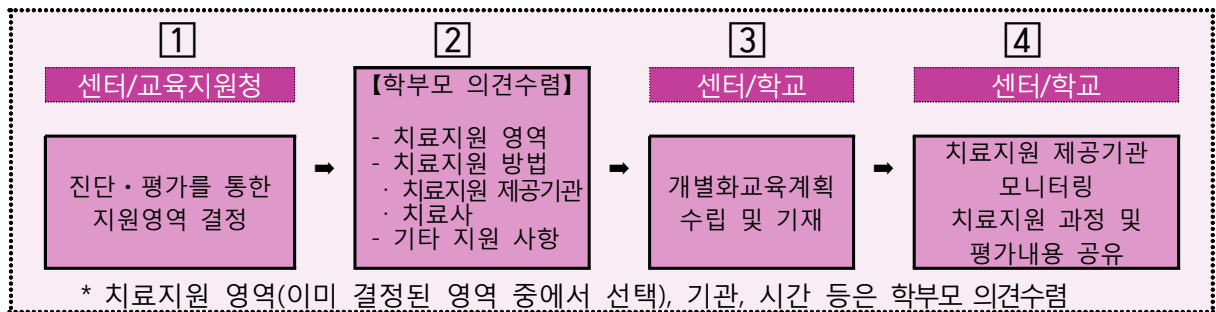 1
센터/교육지원청
진단・평가를 통한
지원영역 결정
➡
2
【학부모 의견수렴】
- 치료지원 영역
- 치료지원 방법
· 치료지원 제공기관
· 치료사
- 기타 지원 사항
➡
3
센터/학교
개별화교육계획
수립 및 기재
➡
4
센터/학교
치료지원 제공기관
모니터링
치료지원 과정 및
평가내용 공유
* 치료지원 영역(이미 결정된 영역 중에서 선택), 기관, 시간 등은 학부모 의견수렴